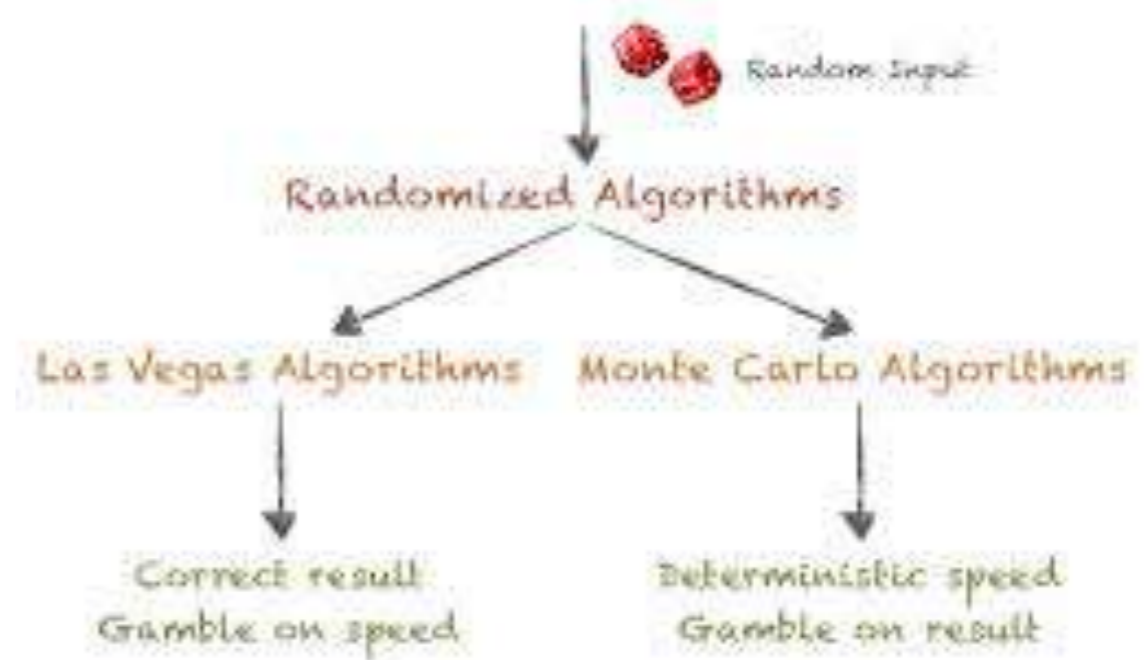 Random Input
Randomized Algorithms
Las Vegas Algorithms
Monte Carlo Algorithms
Correct result
Gamble on speed
Deterministic speed
Gamble on result